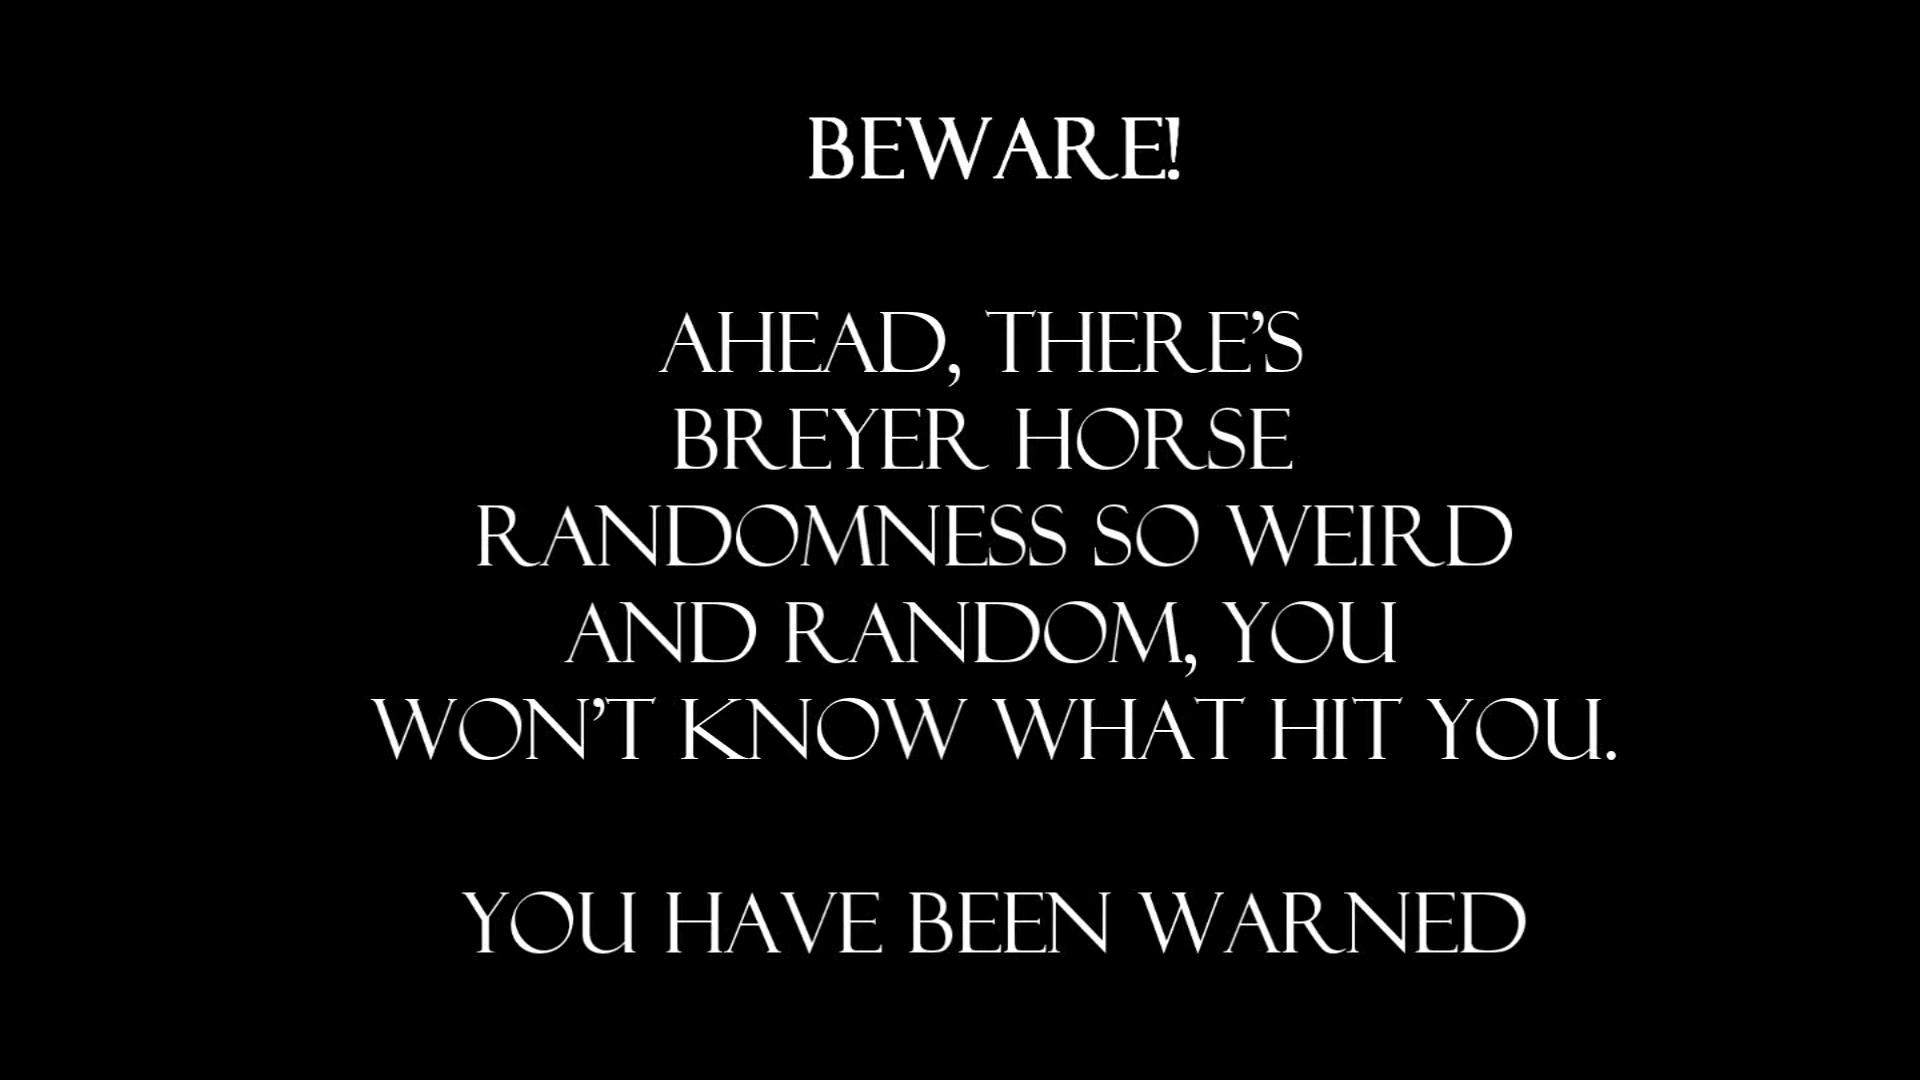 BEWARE!
AHEAD, THERE'S
BREYER HORSE
RANDOMNESS SO WEIRD
AND RANDOM, YOU
WON'T KNOW WHAT HIT YOU.
YOU HAVE BEEN WARNED